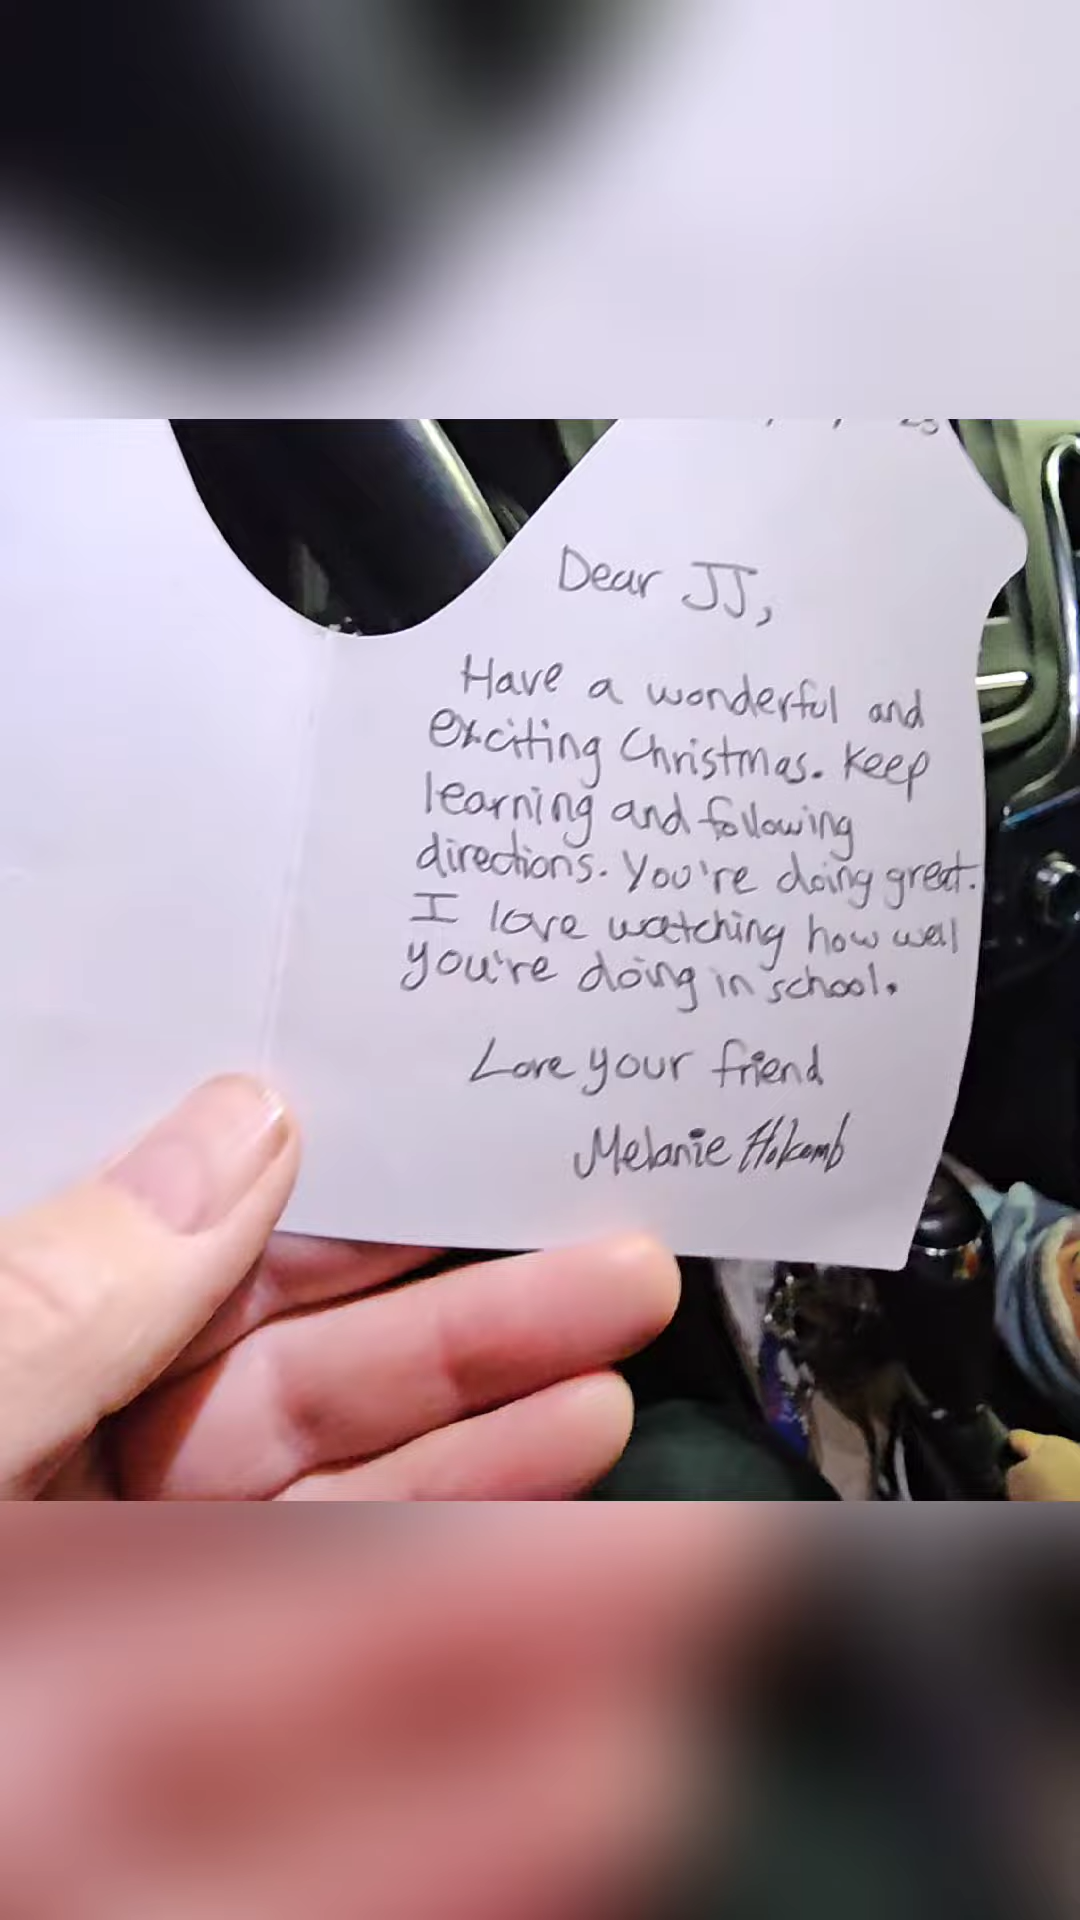 Dear JJ,
Have a wonderful and
exciting Christmas. Keep
learning and following
directions. You're doing great.
I love watching how well
you're doing in school.
Love your friend
Melanie Holcomb